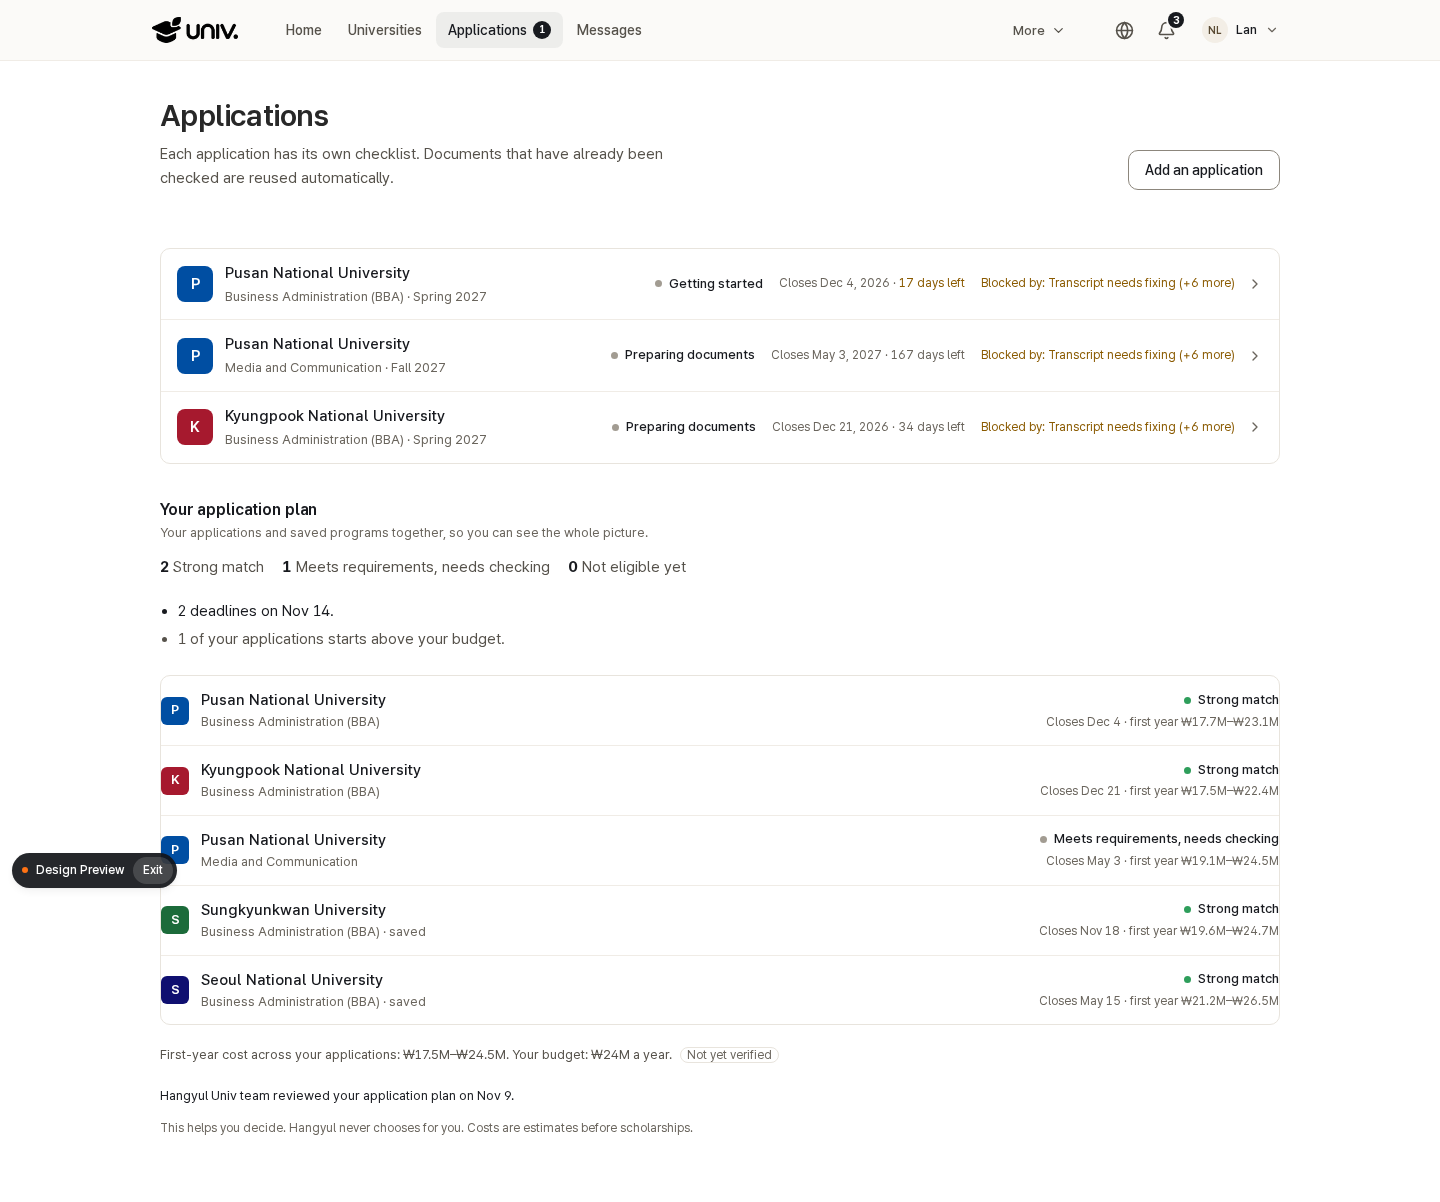 UNIV.
Home
Universities
Applications 1
Messages
More
3
NL
Lan
Applications
Each application has its own checklist. Documents that have already been
checked are reused automatically.
Add an application
P
Pusan National University
Business Administration (BBA) · Spring 2027
Getting started
Closes Dec 4, 2026 · 17 days left
Blocked by: Transcript needs fixing (+6 more)
P
Pusan National University
Media and Communication · Fall 2027
Preparing documents
Closes May 3, 2027 · 167 days left
Blocked by: Transcript needs fixing (+6 more)
K
Kyungpook National University
Business Administration (BBA) · Spring 2027
Preparing documents
Closes Dec 21, 2026 · 34 days left
Blocked by: Transcript needs fixing (+6 more)
Your application plan
Your applications and saved programs together, so you can see the whole picture.
2 Strong match 1 Meets requirements, needs checking 0 Not eligible yet
• 2 deadlines on Nov 14.
• 1 of your applications starts above your budget.
P
Pusan National University
Business Administration (BBA)
Strong match
Closes Dec 4 · first year ₩17.7M–₩23.1M
K
Kyungpook National University
Business Administration (BBA)
Strong match
Closes Dec 21 · first year ₩17.5M–₩22.4M
P
Pusan National University
Media and Communication
Meets requirements, needs checking
Closes May 3 · first year ₩19.1M–₩24.5M
Design Preview Exit
S
Sungkyunkwan University
Business Administration (BBA) · saved
Strong match
Closes Nov 18 · first year ₩19.6M–₩24.7M
S
Seoul National University
Business Administration (BBA) · saved
Strong match
Closes May 15 · first year ₩21.2M–₩26.5M
First-year cost across your applications: ₩17.5M–₩24.5M. Your budget: ₩24M a year. Not yet verified
Hangyul Univ team reviewed your application plan on Nov 9.
This helps you decide. Hangyul never chooses for you. Costs are estimates before scholarships.